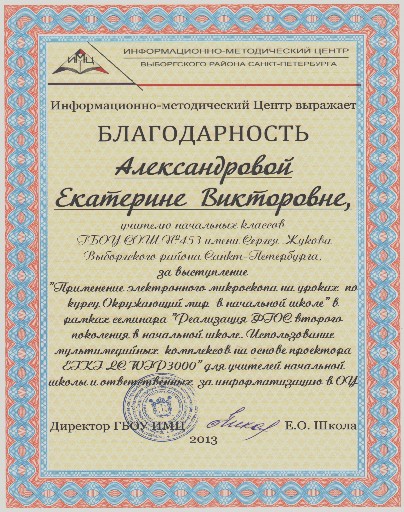 ИМЦ
ИНФОРМАЦИОННО-МЕТОДИЧЕСКИЙ ЦЕНТР
ВЫБОРГСКОГО РАЙОНА САНКТ-ПЕТЕРБУРГА
Информационно-методический Центр выражает
БЛАГОДАРНОСТЬ
Александровой
Екатерине Викторовне,
учителю начальных классов
ГБОУ СОШ №453 имени Сергея Жукова
Выборгского района Санкт-Петербурга,
за выступление
"Применение электронного микроскопа на уроках по
курсу Окружающий мир в начальной школе" в
рамках семинара "Реализация ФГОС второго
поколения в начальной школе. Использование
мультимедийных комплексов на основе проектора
EIKI LC WIP3000" для учителей начальной
школы и ответственных за информатизацию в ОУ
Директор ГБОУ ИМЦ Е.О. Школа
2013